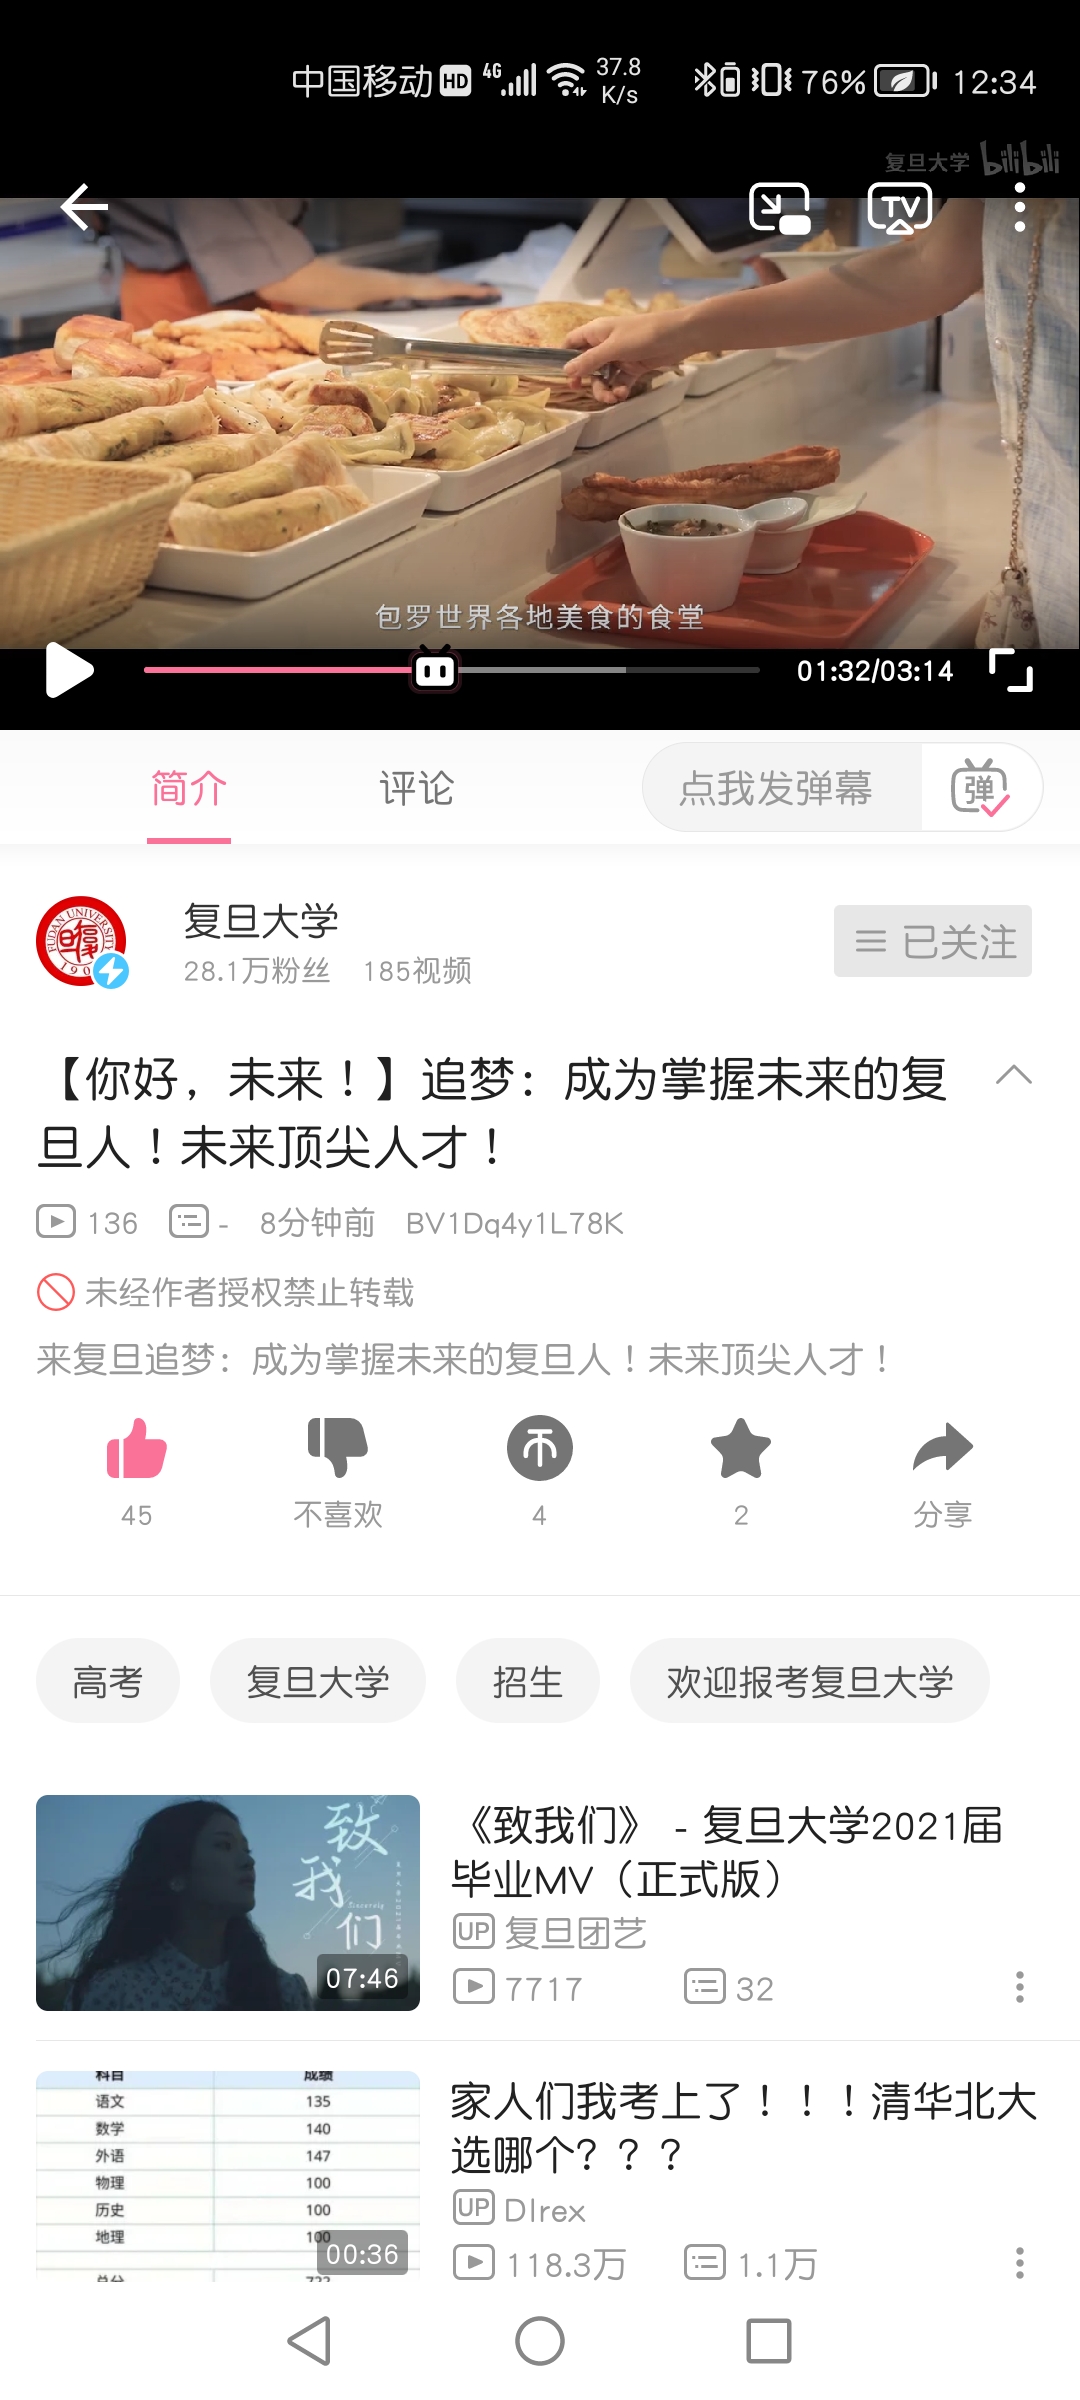 中国移动 HD 4G 37.8 K/s 76% 12:34
复旦大学 bilibili
TV
包罗世界各地美食的食堂
01:32/03:14
简介 评论 点我发弹幕 弹
复旦大学
28.1万粉丝 185视频
已关注
【你好，未来！】追梦：成为掌握未来的复
旦人！未来顶尖人才！
136 - 8分钟前 BV1Dq4y1L78K
未经作者授权禁止转载
来复旦追梦：成为掌握未来的复旦人！未来顶尖人才！
45 不喜欢 4 2 分享
高考 复旦大学 招生 欢迎报考复旦大学
致
我
们
Sincerely
07:46
《致我们》 - 复旦大学2021届
毕业MV（正式版）
UP 复旦团艺
7717 32
科目 成绩
语文 135
数学 140
外语 147
物理 100
历史 100
地理 100
总分 722
00:36
家人们我考上了！！！清华北大
选哪个？？？
UP DIrex
118.3万 1.1万